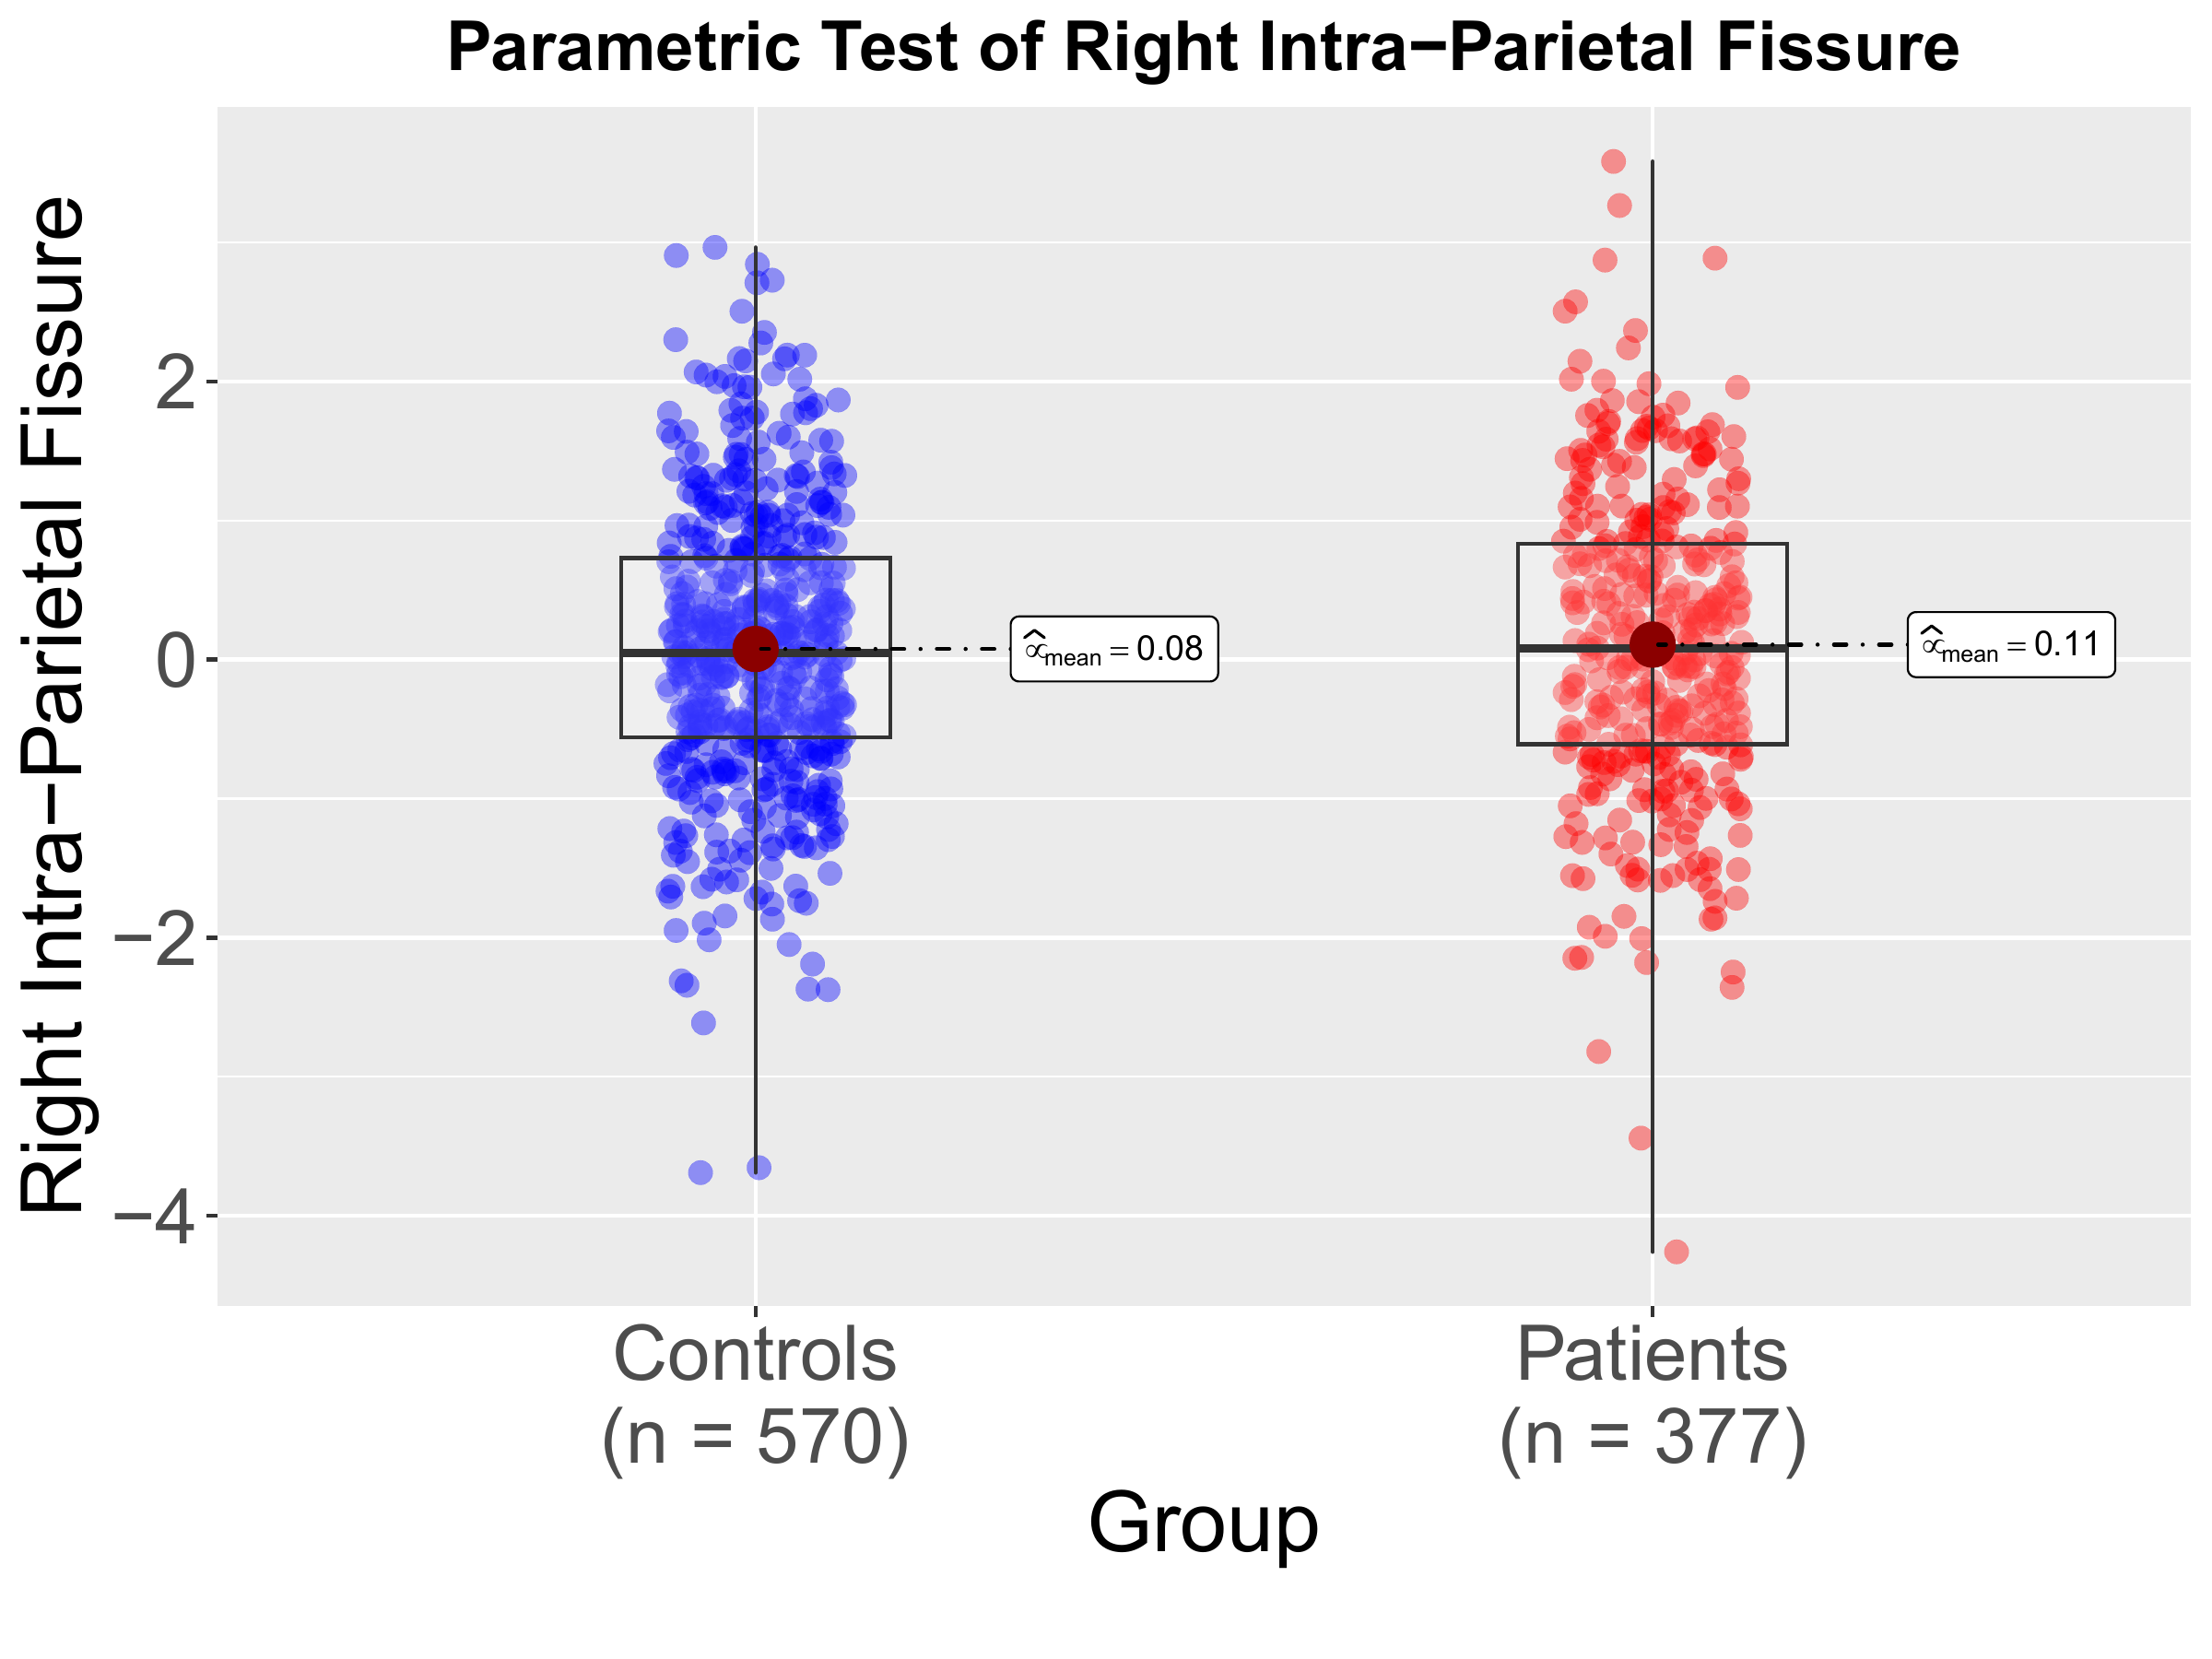 Parametric Test of Right Intra−Parietal Fissure
Right Intra−Parietal Fissure
2
0
−2
−4
∝̂mean = 0.08
∝̂mean = 0.11
Controls
(n = 570)
Patients
(n = 377)
Group